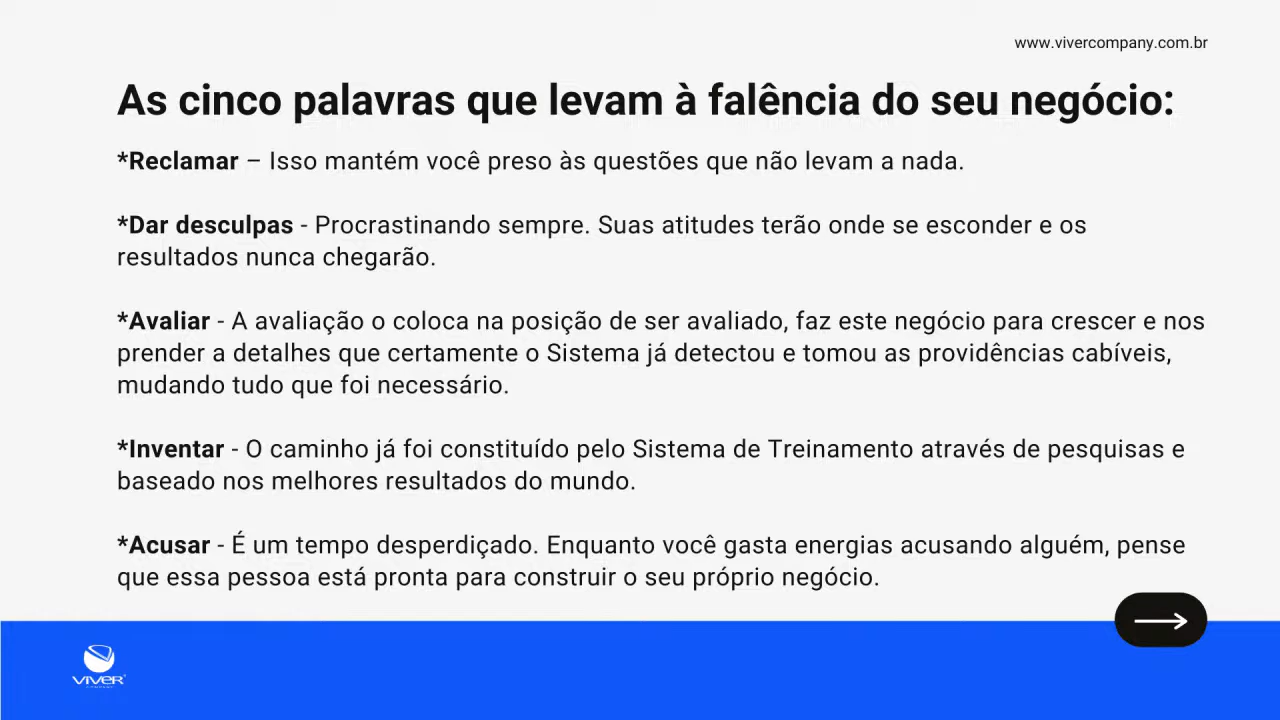 www.vivercompany.com.br
As cinco palavras que levam à falência do seu negócio:
*Reclamar – Isso mantém você preso às questões que não levam a nada.
*Dar desculpas - Procrastinando sempre. Suas atitudes terão onde se esconder e os
resultados nunca chegarão.
*Avaliar - A avaliação o coloca na posição de ser avaliado, faz este negócio para crescer e nos
prender a detalhes que certamente o Sistema já detectou e tomou as providências cabíveis,
mudando tudo que foi necessário.
*Inventar - O caminho já foi constituído pelo Sistema de Treinamento através de pesquisas e
baseado nos melhores resultados do mundo.
*Acusar - É um tempo desperdiçado. Enquanto você gasta energias acusando alguém, pense
que essa pessoa está pronta para construir o seu próprio negócio.
VIVER